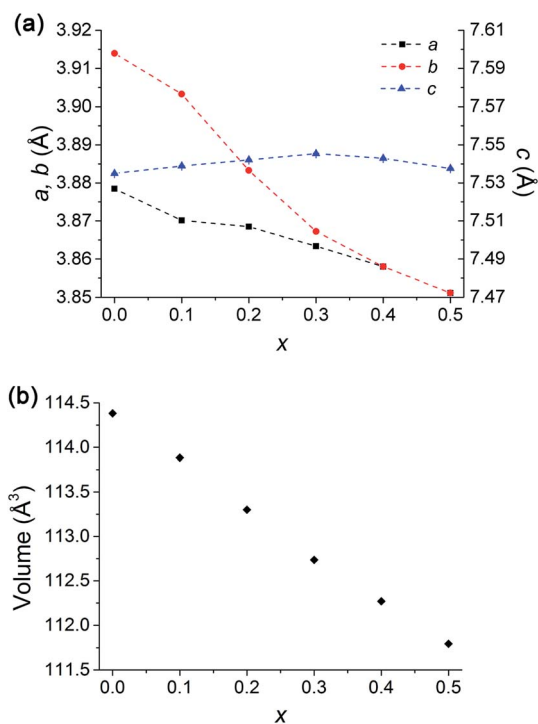 (a)
3.92
3.91
3.90
3.89
3.88
3.87
3.86
3.85
a, b (Å)
a
b
c
7.61
7.59
7.57
7.55
7.53
7.51
7.49
7.47
c (Å)
0.0 0.1 0.2 0.3 0.4 0.5
x
(b)
114.5
114.0
113.5
113.0
112.5
112.0
111.5
Volume (Å³)
0.0 0.1 0.2 0.3 0.4 0.5
x